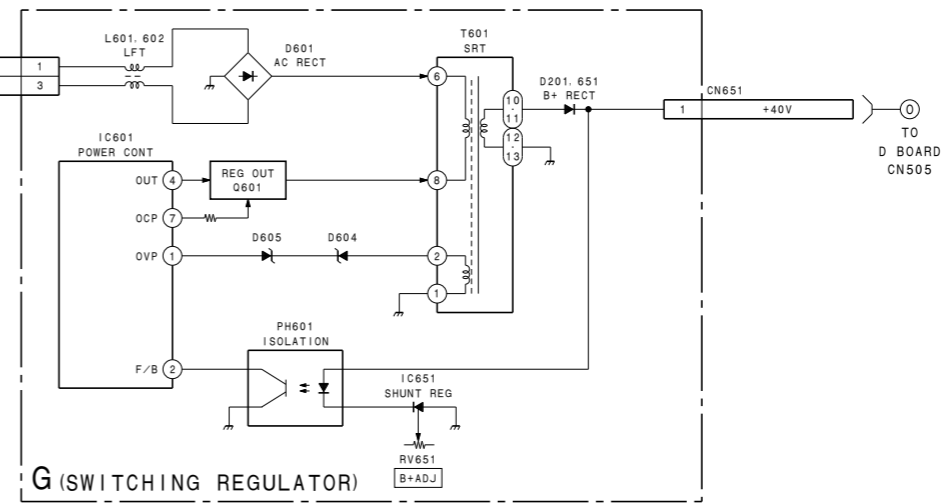 L601. 602
LFT
1
3
D601
AC RECT
T601
SRT
6
8
2
1
10
11
12
13
D201. 651
B+ RECT
CN651
1 +40V
O
TO
D BOARD
CN505
IC601
POWER CONT
OUT 4
OCP 7
OVP 1
F/B 2
REG OUT
Q601
D605
D604
PH601
ISOLATION
IC651
SHUNT REG
RV651
B+ADJ
G (SWITCHING REGULATOR)